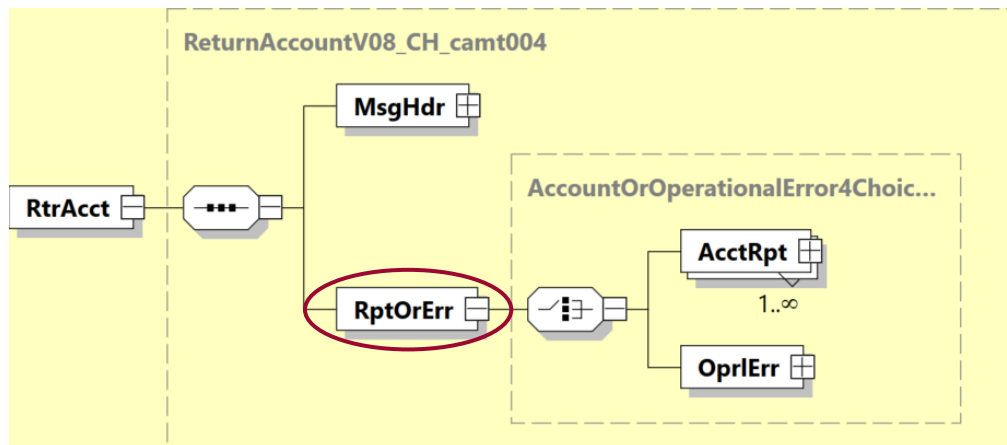 ReturnAccountV08_CH_camt004
MsgHdr
AccountOrOperationalError4Choic...
RtrAcct
AcctRpt
1..∞
RptOrErr
OprlErr